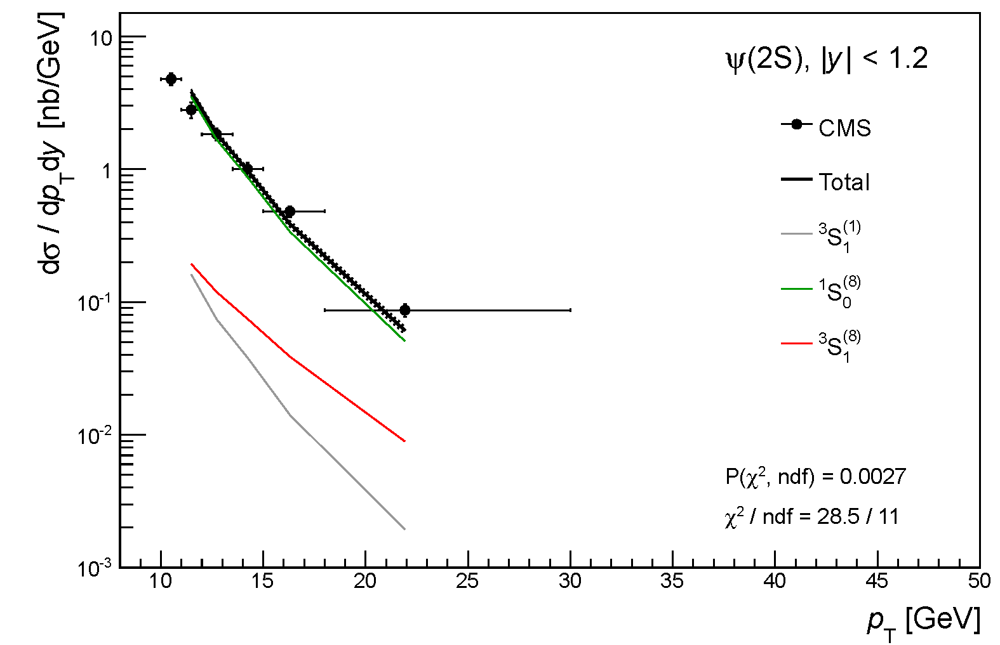 dσ / dp_T dy [nb/GeV]
10
1
10⁻¹
10⁻²
10⁻³
ψ(2S), |y| < 1.2
CMS
Total
³S₁⁽¹⁾
¹S₀⁽⁸⁾
³S₁⁽⁸⁾
P(χ², ndf) = 0.0027
χ² / ndf = 28.5 / 11
10 15 20 25 30 35 40 45 50
p_T [GeV]